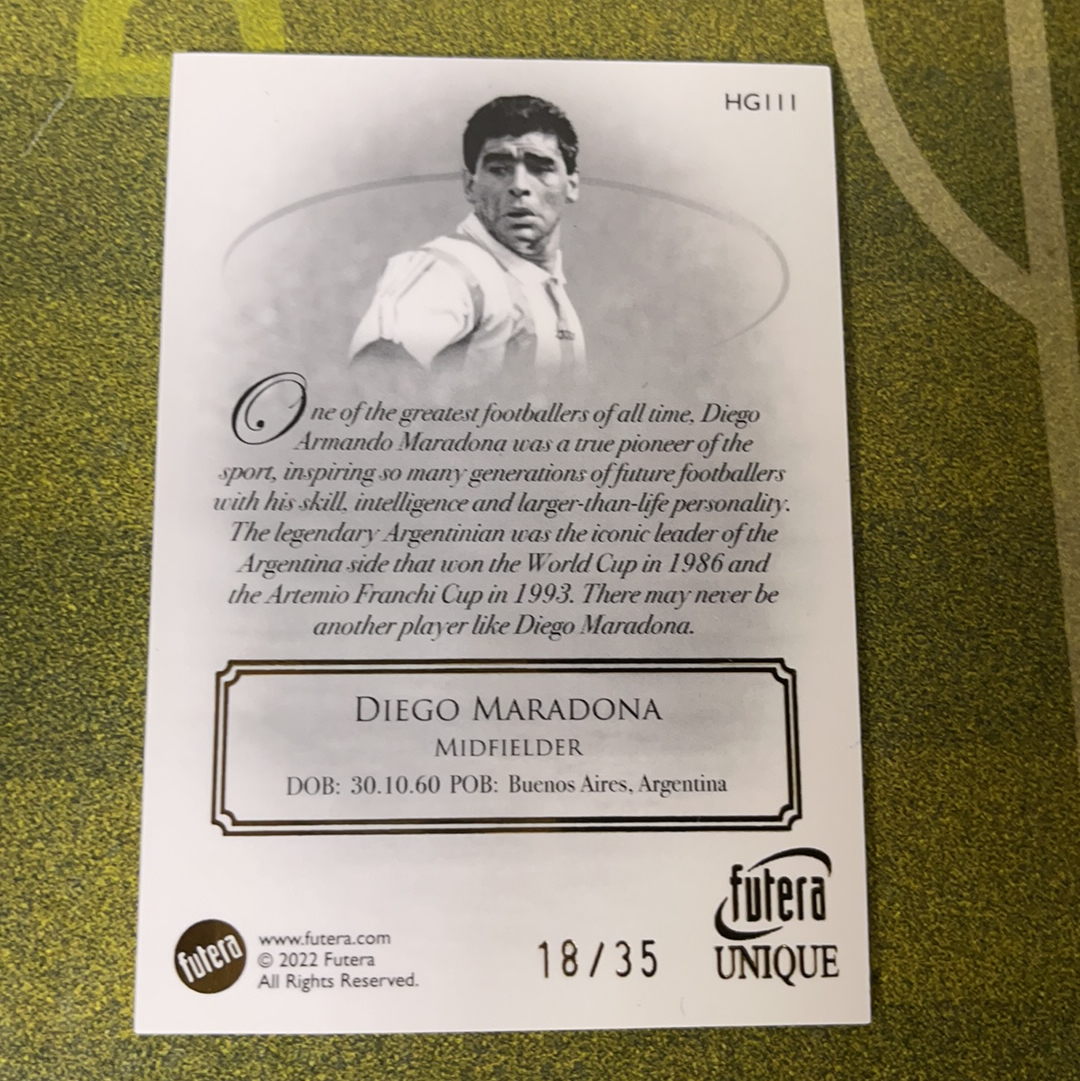 HG111
One of the greatest footballers of all time, Diego
Armando Maradona was a true pioneer of the
sport, inspiring so many generations of future footballers
with his skill, intelligence and larger-than-life personality.
The legendary Argentinian was the iconic leader of the
Argentina side that won the World Cup in 1986 and
the Artemio Franchi Cup in 1993. There may never be
another player like Diego Maradona.
DIEGO MARADONA
MIDFIELDER
DOB: 30.10.60 POB: Buenos Aires, Argentina
futera
www.futera.com
© 2022 Futera
All Rights Reserved.
18/35
futera
UNIQUE